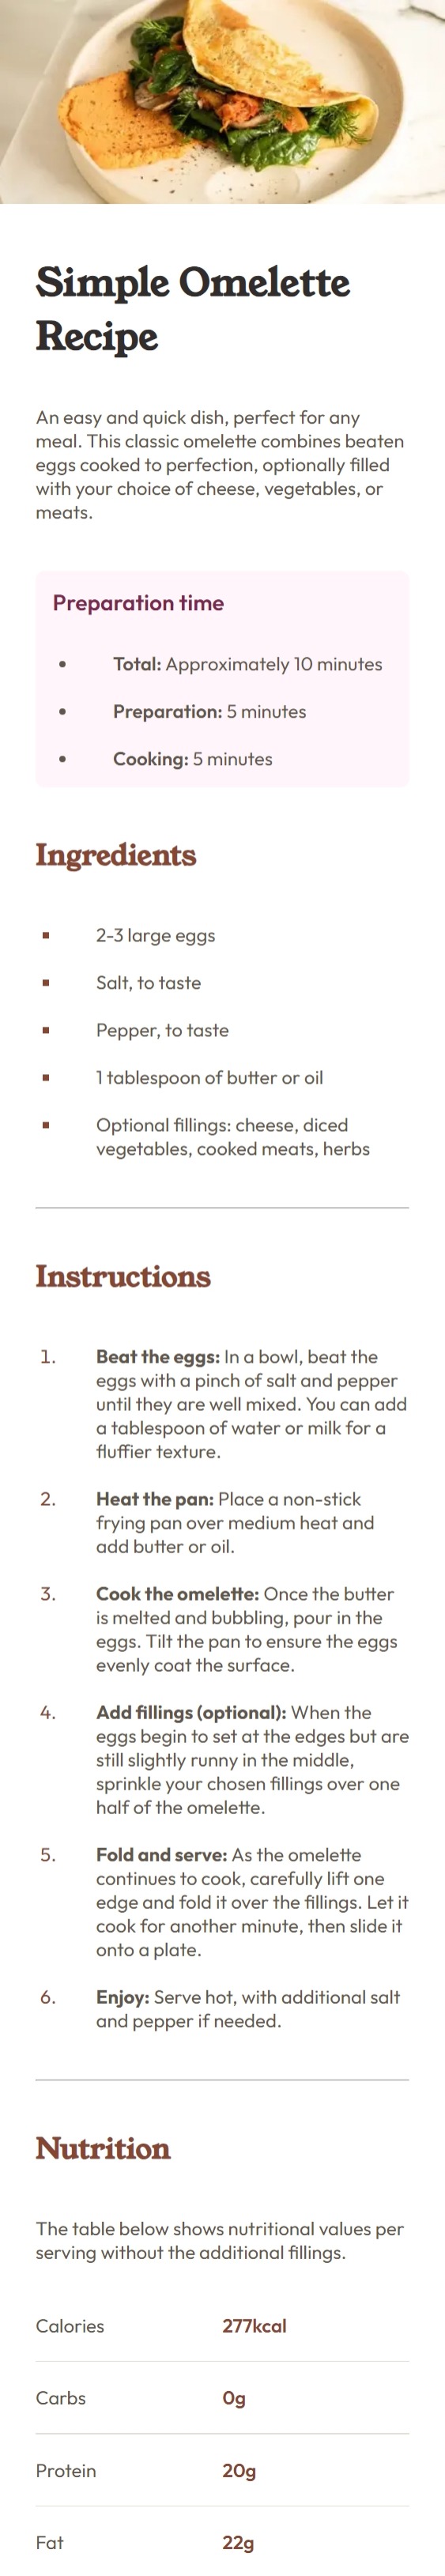 Simple Omelette
Recipe
An easy and quick dish, perfect for any
meal. This classic omelette combines beaten
eggs cooked to perfection, optionally filled
with your choice of cheese, vegetables, or
meats.
Preparation time
• Total: Approximately 10 minutes
• Preparation: 5 minutes
• Cooking: 5 minutes
Ingredients
▪ 2-3 large eggs
▪ Salt, to taste
▪ Pepper, to taste
▪ 1 tablespoon of butter or oil
▪ Optional fillings: cheese, diced
vegetables, cooked meats, herbs
Instructions
1. Beat the eggs: In a bowl, beat the
eggs with a pinch of salt and pepper
until they are well mixed. You can add
a tablespoon of water or milk for a
fluffier texture.
2. Heat the pan: Place a non-stick
frying pan over medium heat and
add butter or oil.
3. Cook the omelette: Once the butter
is melted and bubbling, pour in the
eggs. Tilt the pan to ensure the eggs
evenly coat the surface.
4. Add fillings (optional): When the
eggs begin to set at the edges but are
still slightly runny in the middle,
sprinkle your chosen fillings over one
half of the omelette.
5. Fold and serve: As the omelette
continues to cook, carefully lift one
edge and fold it over the fillings. Let it
cook for another minute, then slide it
onto a plate.
6. Enjoy: Serve hot, with additional salt
and pepper if needed.
Nutrition
The table below shows nutritional values per
serving without the additional fillings.
Calories 277kcal
Carbs 0g
Protein 20g
Fat 22g